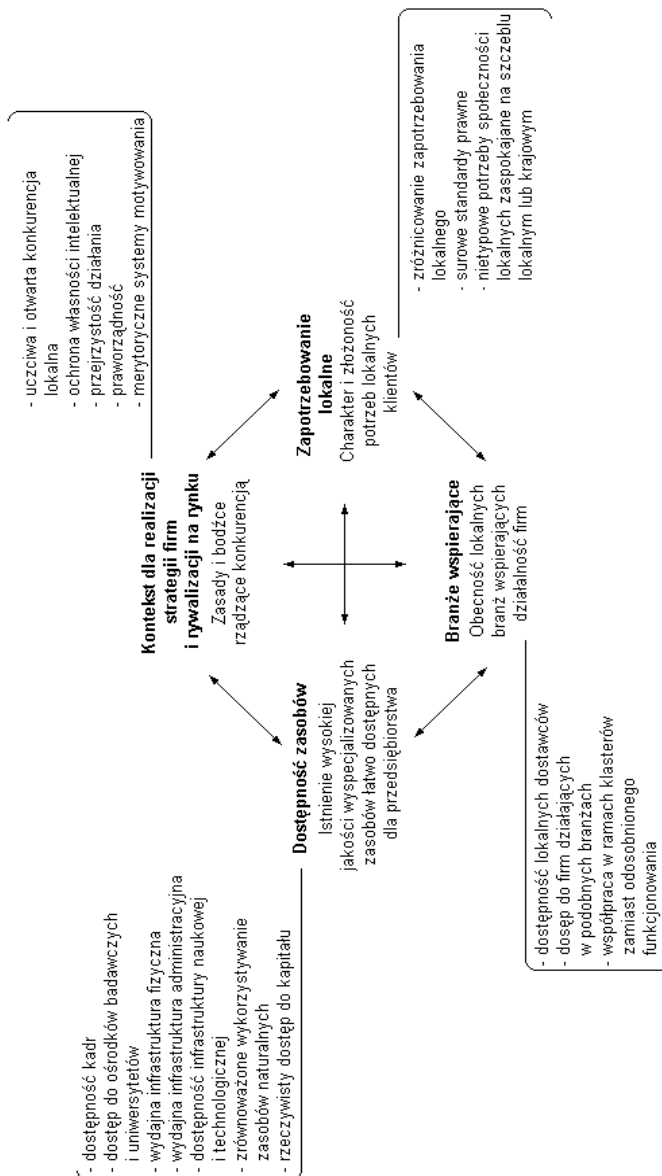 - uczciwa i otwarta konkurencja
lokalna
- ochrona własności intelektualnej
- przejrzystość działania
- praworządność
- merytoryczne systemy motywowania
Kontekst dla realizacji
strategii firm
i rywalizacji na rynku
Zasady i bodźce
rządzące konkurencją
- dostępność kadr
- dostęp do ośrodków badawczych
i uniwersytetów
- wydajna infrastruktura fizyczna
- wydajna infrastruktura administracyjna
- dostępność infrastruktury naukowej
i technologicznej
- zrównoważone wykorzystywanie
zasobów naturalnych
- rzeczywisty dostęp do kapitału
Dostępność zasobów
Istnienie wysokiej
jakości wyspecjalizowanych
zasobów łatwo dostępnych
dla przedsiębiorstwa
Zapotrzebowanie
lokalne
Charakter i złożoność
potrzeb lokalnych
klientów
- zróżnicowanie zapotrzebowania
lokalnego
- surowe standardy prawne
- nietypowe potrzeby społeczności
lokalnych zaspokajane na szczeblu
lokalnym lub krajowym
Branże wspierające
Obecność lokalnych
branż wspierających
działalność firm
- dostępność lokalnych dostawców
- dosęp do firm działających
w podobnych branżach
- współpraca w ramach klasterów
zamiast odosobnionego
funkcjonowania